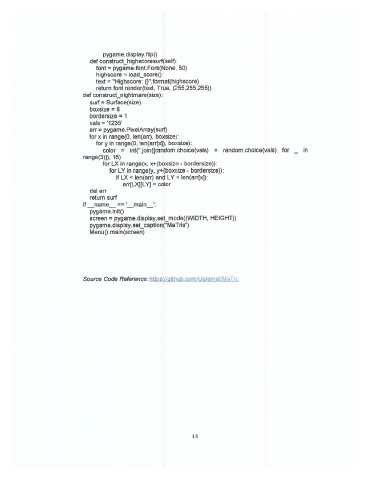 pygame.display.flip()
def construct_highscoresurf(self):
font = pygame.font.Font(None, 50)
highscore = load_score()
text = "Highscore: {}".format(highscore)
return font.render(text, True, (255,255,255))
def construct_nightmare(size):
surf = Surface(size)
boxsize = 8
bordersize = 1
vals = '1235'
arr = pygame.PixelArray(surf)
for x in range(0, len(arr), boxsize):
for y in range(0, len(arr[x]), boxsize):
color = int(''.join([random.choice(vals) + random.choice(vals) for _ in
range(3)]), 16)
for LX in range(x, x+(boxsize - bordersize)):
for LY in range(y, y+(boxsize - bordersize)):
if LX < len(arr) and LY < len(arr[x]):
arr[LX][LY] = color
del arr
return surf
if __name__ == '__main__':
pygame.init()
screen = pygame.display.set_mode((WIDTH, HEIGHT))
pygame.display.set_caption("MaTris")
Menu().main(screen)
Source Code Reference: https://github.com/Uglemat/MaTris
13